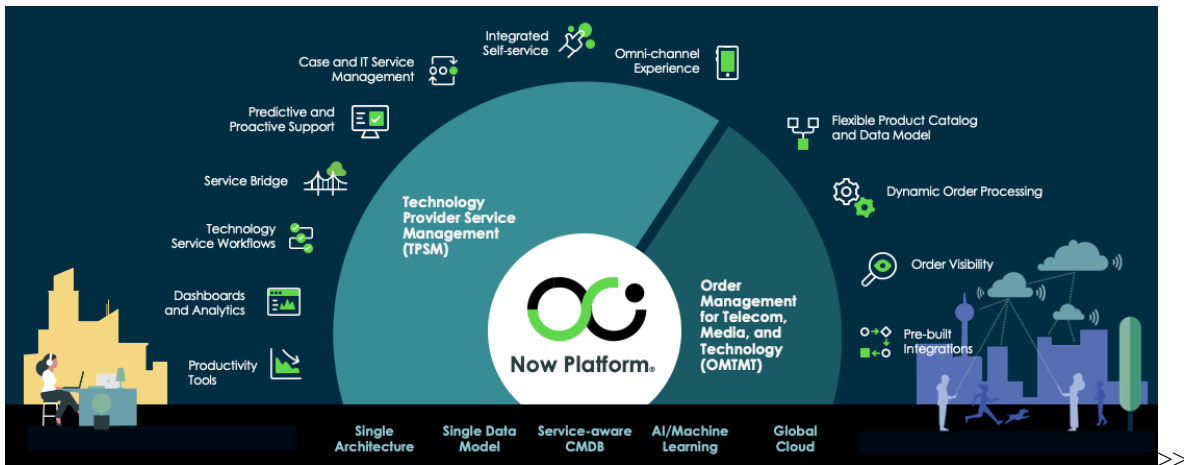 Integrated
Self-service
Omni-channel
Experience
Case and IT Service
Management
Predictive and
Proactive Support
Service Bridge
Technology
Service Workflows
Dashboards
and Analytics
Productivity
Tools
Flexible Product Catalog
and Data Model
Dynamic Order Processing
Order Visibility
Pre-built
Integrations
Technology
Provider Service
Management
(TPSM)
Order
Management
for Telecom,
Media, and
Technology
(OMTMT)
Now Platform®
Single
Architecture
Single Data
Model
Service-aware
CMDB
AI/Machine
Learning
Global
Cloud
>>